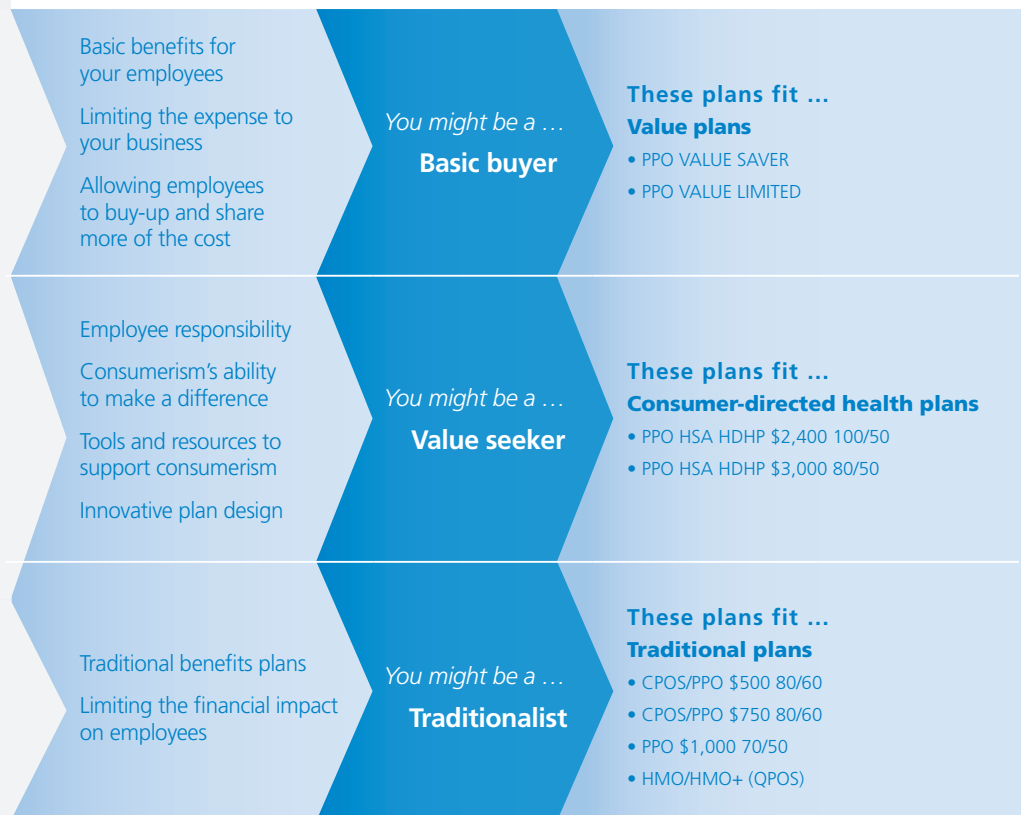 Basic benefits for
your employees
Limiting the expense to
your business
Allowing employees
to buy-up and share
more of the cost
You might be a …
Basic buyer
These plans fit …
Value plans
• PPO VALUE SAVER
• PPO VALUE LIMITED
Employee responsibility
Consumerism’s ability
to make a difference
Tools and resources to
support consumerism
Innovative plan design
You might be a …
Value seeker
These plans fit …
Consumer-directed health plans
• PPO HSA HDHP $2,400 100/50
• PPO HSA HDHP $3,000 80/50
Traditional benefits plans
Limiting the financial impact
on employees
You might be a …
Traditionalist
These plans fit …
Traditional plans
• CPOS/PPO $500 80/60
• CPOS/PPO $750 80/60
• PPO $1,000 70/50
• HMO/HMO+ (QPOS)